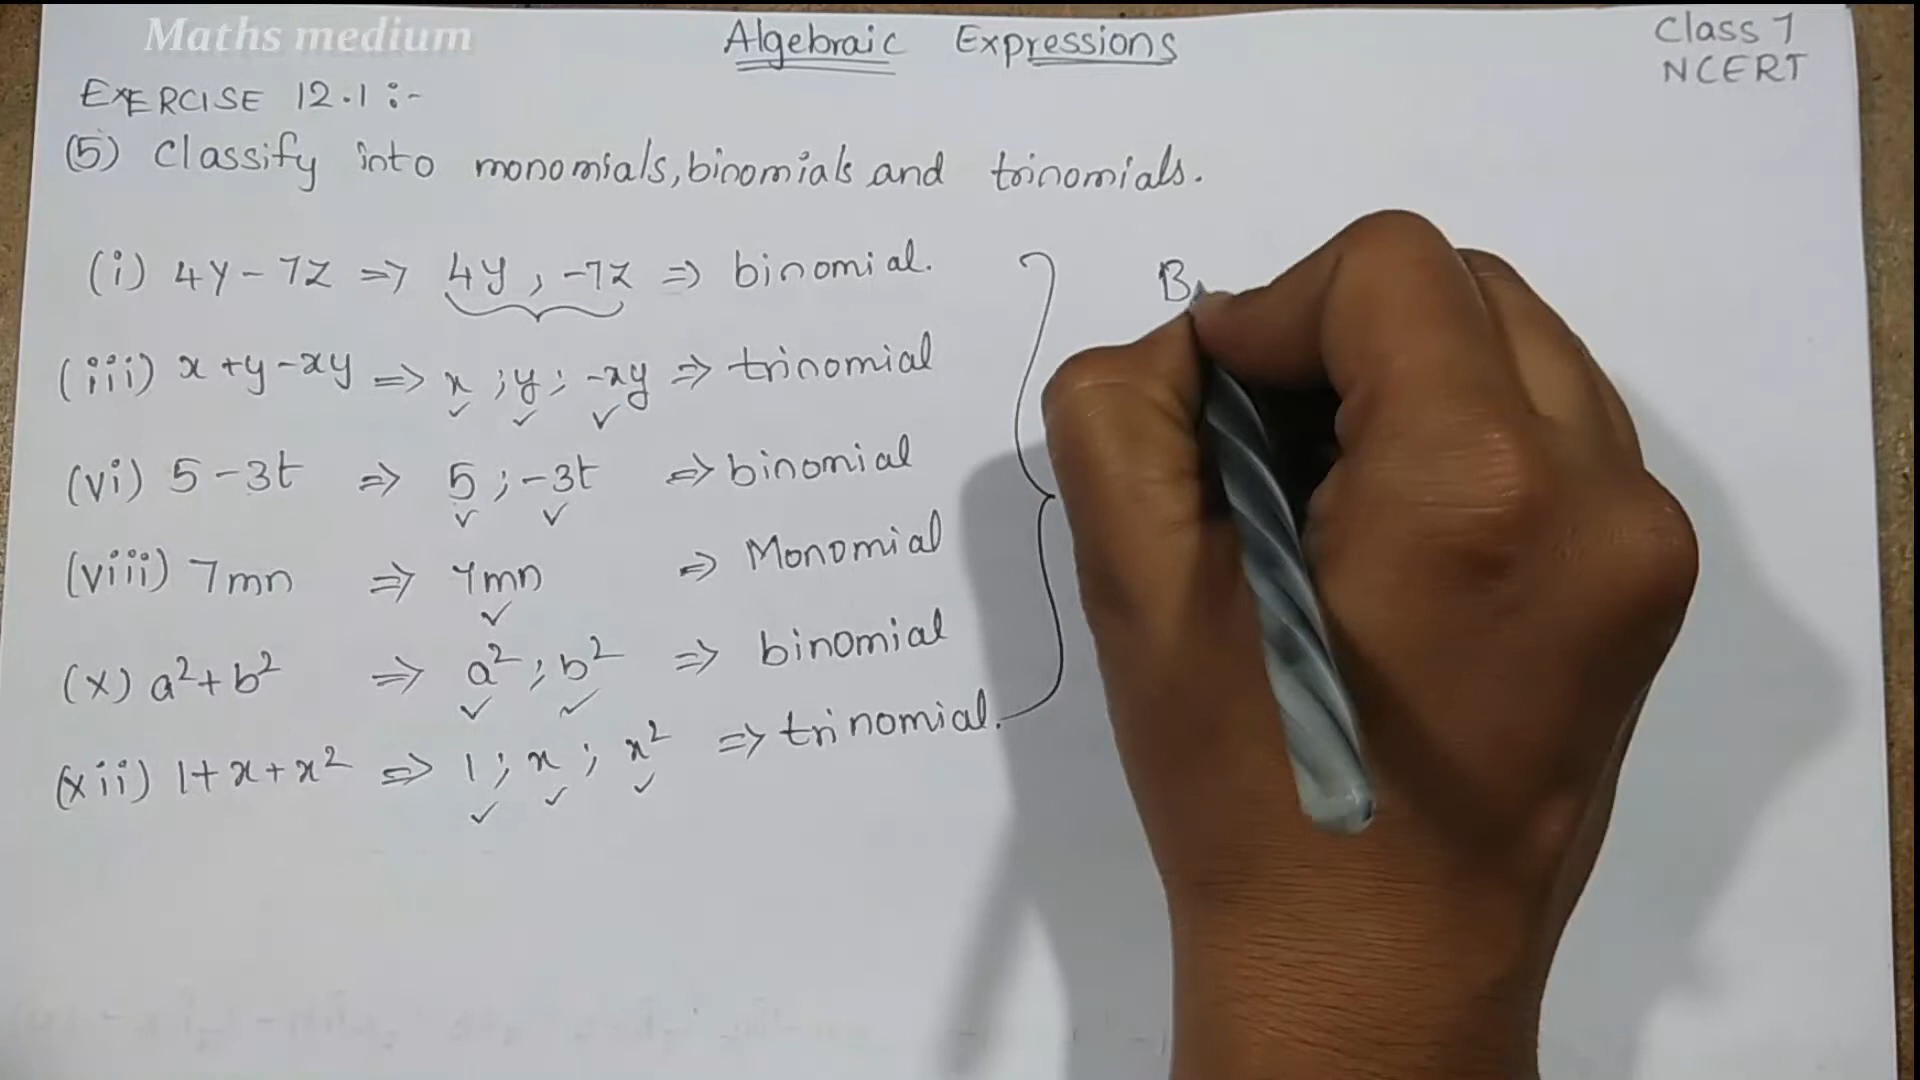 Maths medium
Algebraic Expressions
Class 7
NCERT
EXERCISE 12.1 :-
(5) Classify into monomials, binomials and trinomials.
(i) 4y - 7z => 4y , -7z => binomial.
(iii) x + y - xy => x ; y ; -xy => trinomial
(vi) 5 - 3t => 5 ; -3t => binomial
(viii) 7mn => 7mn => Monomial
(x) a² + b² => a² ; b² => binomial
(xii) 1 + x + x² => 1 ; x ; x² => trinomial.
B